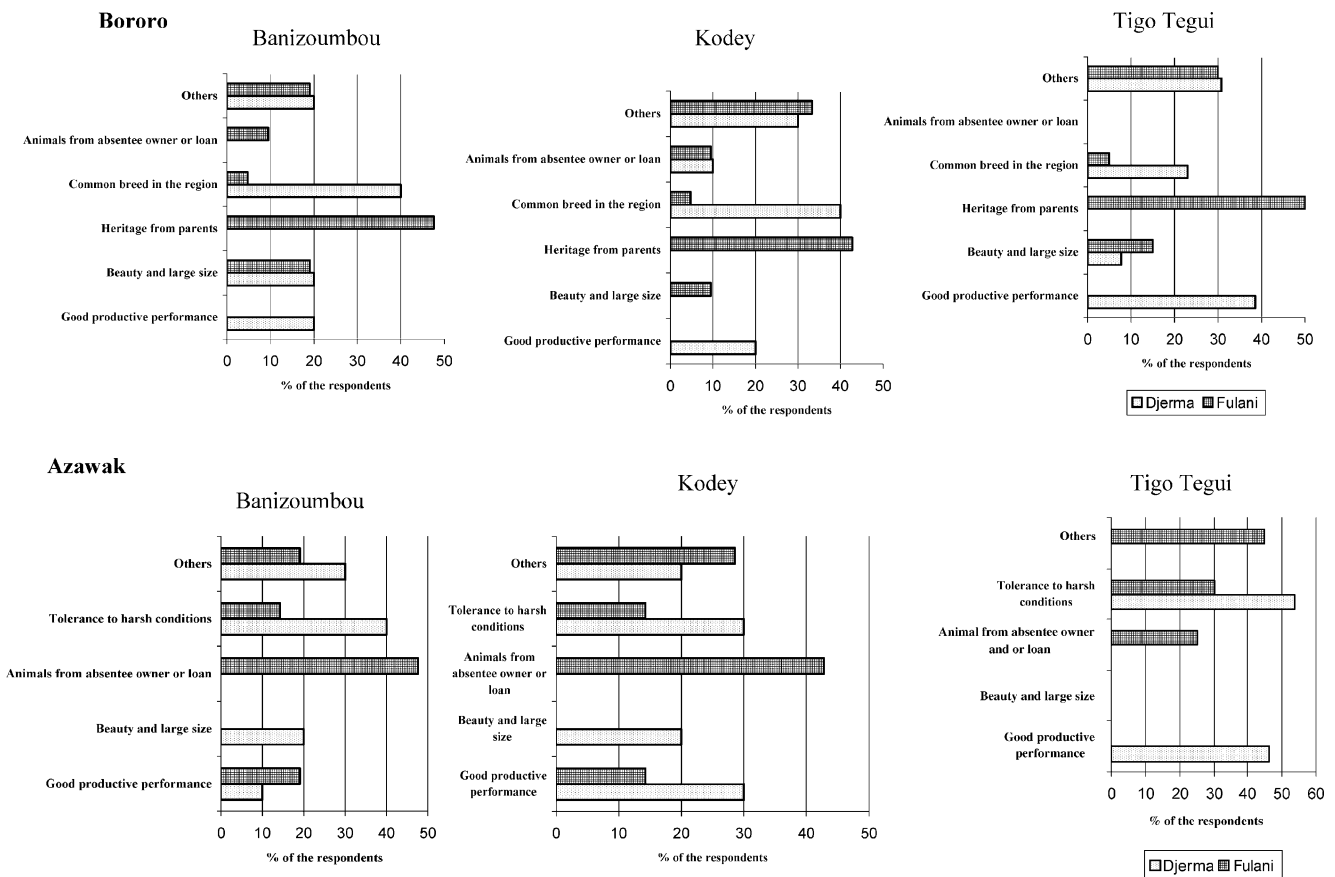 Bororo
Banizoumbou
Others
Animals from absentee owner or loan
Common breed in the region
Heritage from parents
Beauty and large size
Good productive performance
0 10 20 30 40 50
% of the respondents
Kodey
Others
Animals from absentee owner or loan
Common breed in the region
Heritage from parents
Beauty and large size
Good productive performance
0 10 20 30 40 50
% of the respondents
Tigo Tegui
Others
Animals from absentee owner or loan
Common breed in the region
Heritage from parents
Beauty and large size
Good productive performance
0 10 20 30 40 50
% of the respondents
Djerma Fulani
Azawak
Banizoumbou
Others
Tolerance to harsh conditions
Animals from absentee owner or loan
Beauty and large size
Good productive performance
0 10 20 30 40 50
% of the respondents
Kodey
Others
Tolerance to harsh
conditions
Animals from
absentee owner or
loan
Beauty and large
size
Good productive
performance
0 10 20 30 40 50
% of the respondents
Tigo Tegui
Others
Tolerance to harsh
conditions
Animal from absentee owner
and or loan
Beauty and large size
Good productive
performance
0 10 20 30 40 50 60
% of the respondents
Djerma Fulani